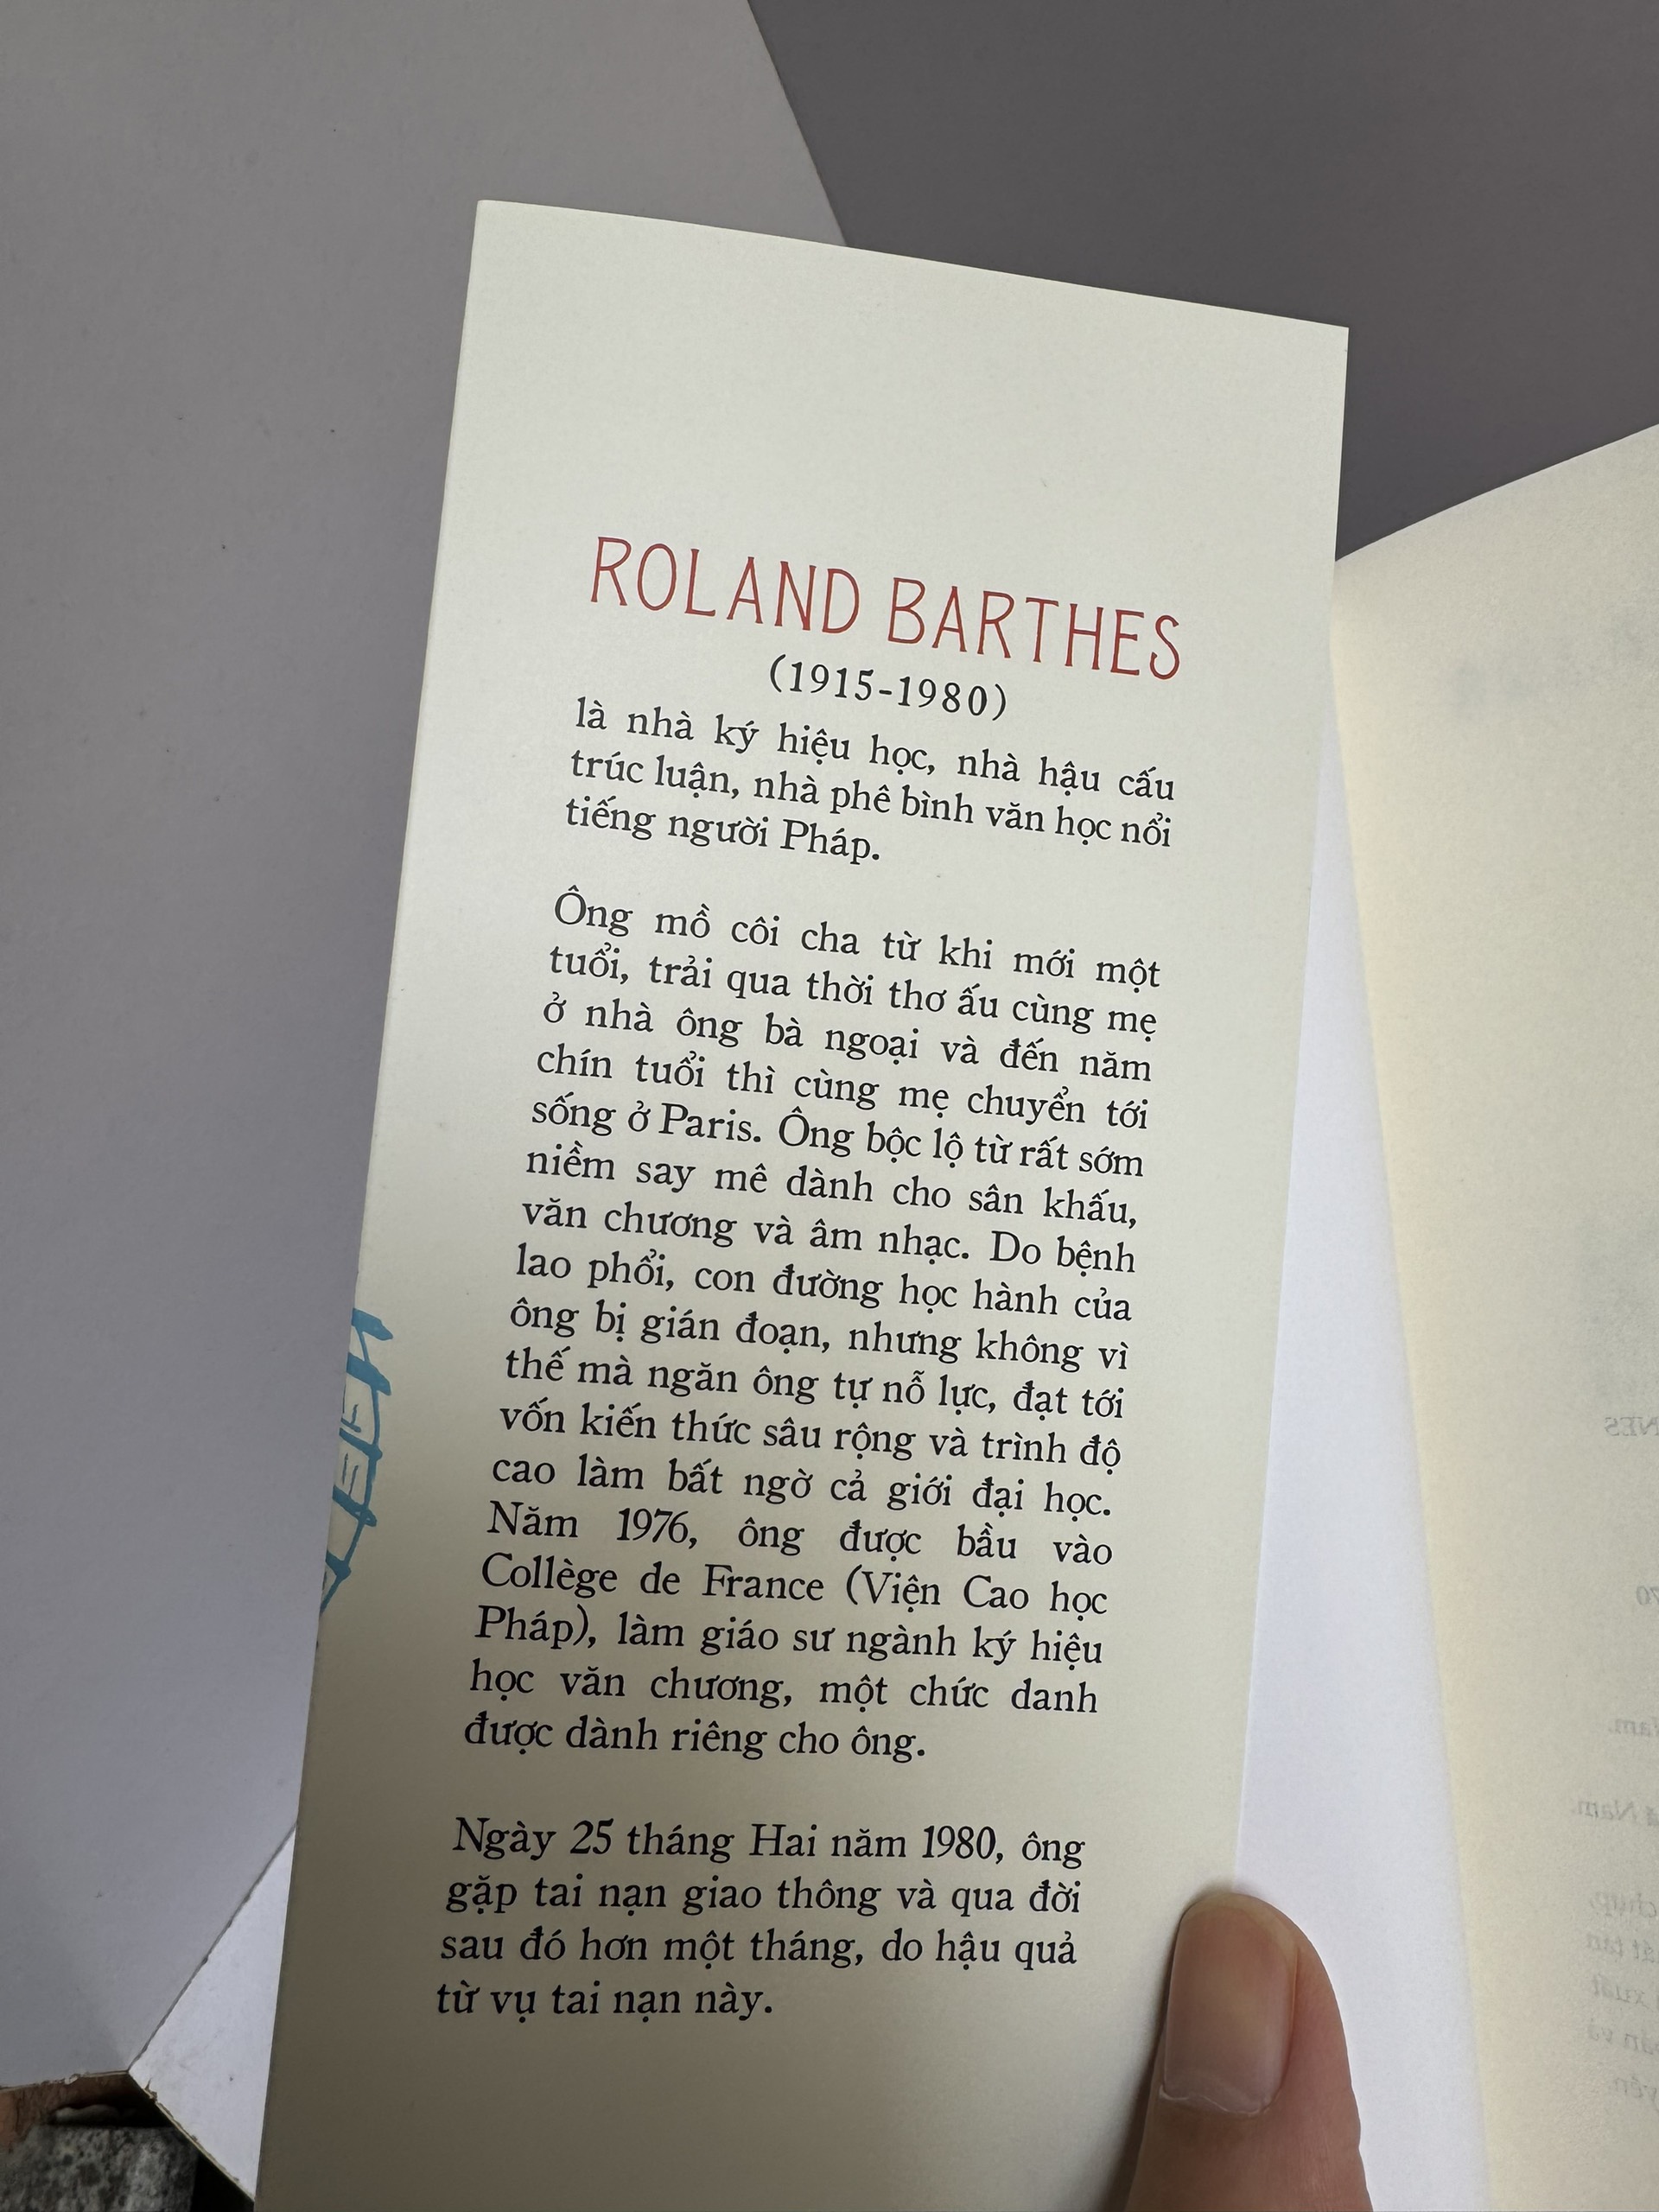 ROLAND BARTHES
(1915-1980)
là nhà ký hiệu học, nhà hậu cấu
trúc luận, nhà phê bình văn học nổi
tiếng người Pháp.
Ông mồ côi cha từ khi mới một
tuổi, trải qua thời thơ ấu cùng mẹ
ở nhà ông bà ngoại và đến năm
chín tuổi thì cùng mẹ chuyển tới
sống ở Paris. Ông bộc lộ từ rất sớm
niềm say mê dành cho sân khấu,
văn chương và âm nhạc. Do bệnh
lao phổi, con đường học hành của
ông bị gián đoạn, nhưng không vì
thế mà ngăn ông tự nỗ lực, đạt tới
vốn kiến thức sâu rộng và trình độ
cao làm bất ngờ cả giới đại học.
Năm 1976, ông được bầu vào
Collège de France (Viện Cao học
Pháp), làm giáo sư ngành ký hiệu
học văn chương, một chức danh
được dành riêng cho ông.
Ngày 25 tháng Hai năm 1980, ông
gặp tai nạn giao thông và qua đời
sau đó hơn một tháng, do hậu quả
từ vụ tai nạn này.